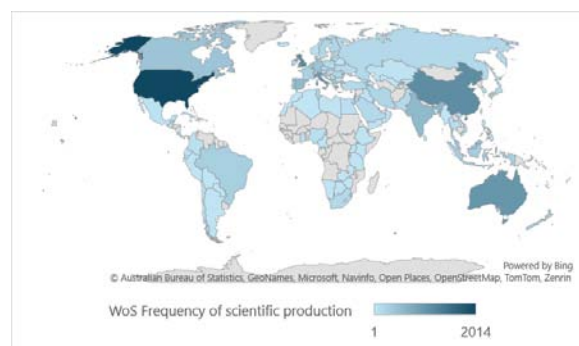 Powered by Bing
© Australian Bureau of Statistics, GeoNames, Microsoft, Navinfo, Open Places, OpenStreetMap, TomTom, Zenrin
WoS Frequency of scientific production
1 2014